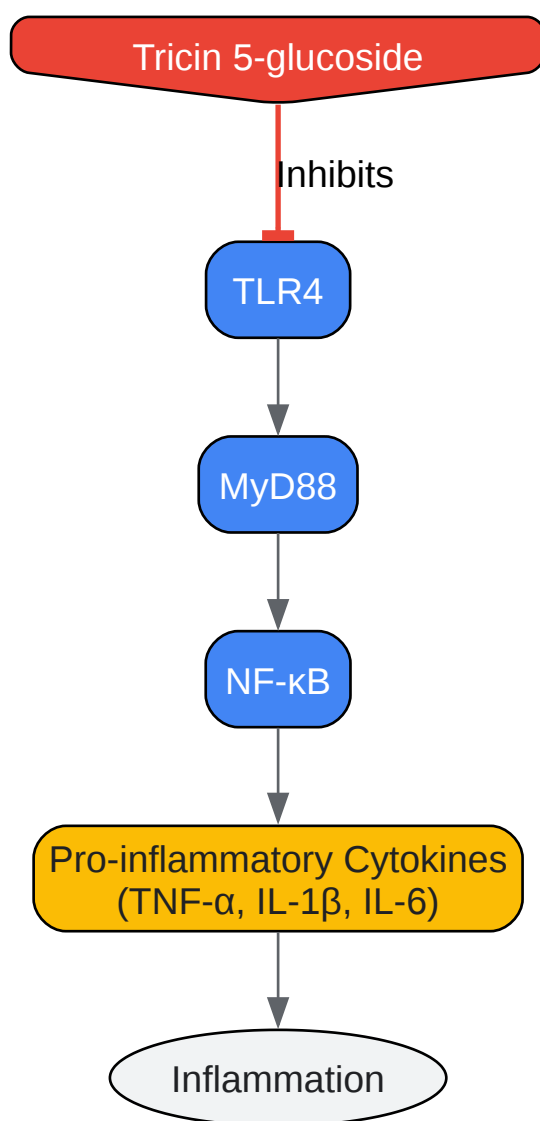 Tricin 5-glucoside
Inhibits
TLR4
MyD88
NF-κB
Pro-inflammatory Cytokines
(TNF-α, IL-1β, IL-6)
Inflammation